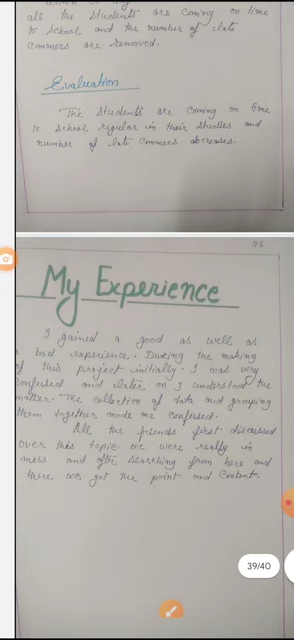 all the students are coming on time
to school and the number of late
commers are removed.
Evaluation
The students are coming on time
to school regular in their studies and
number of late commers decreases.
My Experience
I gained a good as well as
bad experience. During the making
of this project initially. I was very
confused and later on I understood the
matter. The collection of data and grouping
them together made me confused.
All the friends first discussed
over this topic. we were really in
mess and after searching from here and
there we got the point and content.
39/40